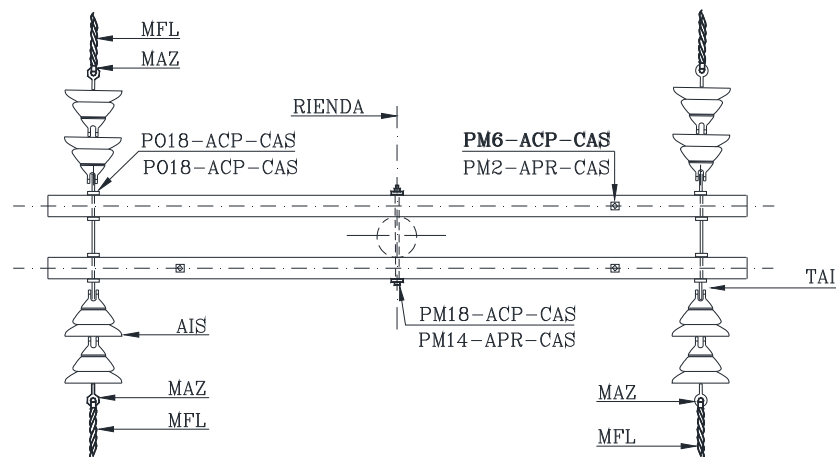 MFL
MAZ
RIENDA
PO18-ACP-CAS
PO18-ACP-CAS
PM6-ACP-CAS
PM2-APR-CAS
TAI
AIS
PM18-ACP-CAS
PM14-APR-CAS
MAZ
MFL
MAZ
MFL